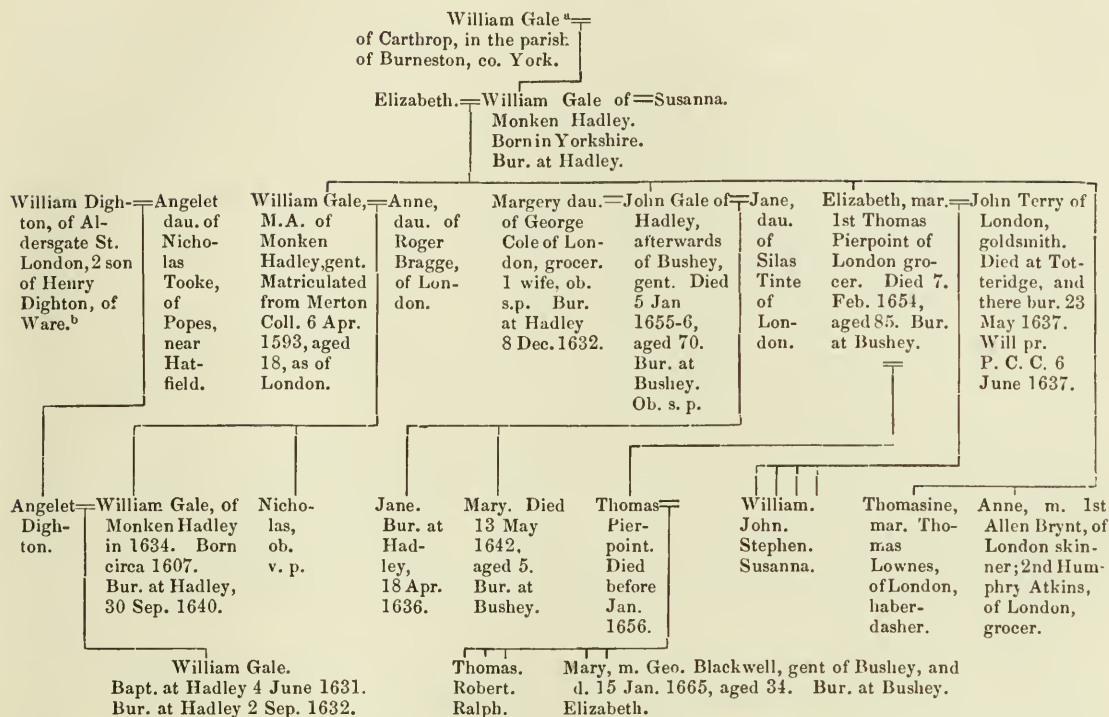 William Gale ª
of Carthrop, in the parish
of Burneston, co. York.
Elizabeth.
William Gale of
Monken Hadley.
Born in Yorkshire.
Bur. at Hadley.
Susanna.
William Digh-
ton, of Al-
dersgate St.
London, 2 son
of Henry
Dighton, of
Ware.ᵇ
Angelet
dau. of
Nicho-
las
Tooke,
of
Popes,
near
Hat-
field.
William Gale,
M.A. of
Monken
Hadley, gent.
Matriculated
from Merton
Coll. 6 Apr.
1593, aged
18, as of
London.
Anne,
dau. of
Roger
Bragge,
of Lon-
don.
Margery dau.
of George
Cole of Lon-
don, grocer.
1 wife, ob.
s.p. Bur.
at Hadley
8 Dec. 1632.
John Gale of
Hadley,
afterwards
of Bushey,
gent. Died
5 Jan
1655-6,
aged 70.
Bur. at
Bushey.
Ob. s. p.
Jane,
dau.
of
Silas
Tinte
of
Lon-
don.
Elizabeth, mar.
1st Thomas
Pierpoint of
London gro-
cer. Died 7.
Feb. 1654,
aged 85. Bur.
at Bushey.
John Terry of
London,
goldsmith.
Died at Tot-
teridge, and
there bur. 23
May 1637.
Will pr.
P. C. C. 6
June 1637.
Angelet
Digh-
ton.
William Gale, of
Monken Hadley
in 1634. Born
circa 1607.
Bur. at Hadley,
30 Sep. 1640.
Nicho-
las,
ob.
v. p.
Jane.
Bur. at
Had-
ley,
18 Apr.
1636.
Mary. Died
13 May
1642,
aged 5.
Bur. at
Bushey.
Thomas
Pier-
point.
Died
before
Jan.
1656.
William.
John.
Stephen.
Susanna.
Thomasine,
mar. Tho-
mas
Lownes,
of London,
haber-
dasher.
Anne, m. 1st
Allen Brynt, of
London skin-
ner; 2nd Hum-
phry Atkins,
of London,
grocer.
William Gale.
Bapt. at Hadley 4 June 1631.
Bur. at Hadley 2 Sep. 1632.
Thomas.
Robert.
Ralph.
Mary, m. Geo. Blackwell, gent of Bushey, and
d. 15 Jan. 1665, aged 34. Bur. at Bushey.
Elizabeth.